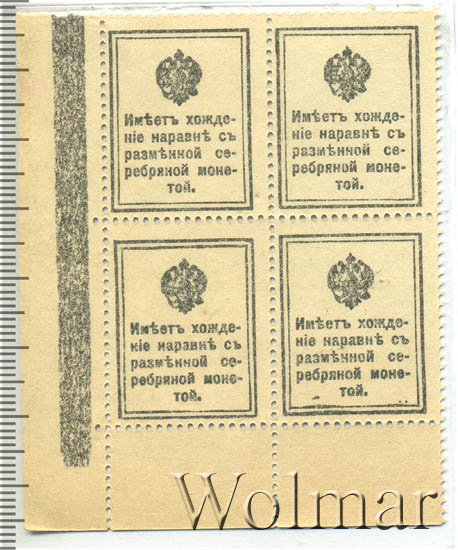 Имѣетъ хожде-
ніе наравнѣ съ
размѣнной се-
ребряной моне-
той.
Имѣетъ хожде-
ніе наравнѣ съ
размѣнной се-
ребряной моне-
той.
Имѣетъ хожде-
ніе наравнѣ съ
размѣнной се-
ребряной моне-
той.
Имѣетъ хожде-
ніе наравнѣ съ
размѣнной се-
ребряной моне-
той.
Wolmar